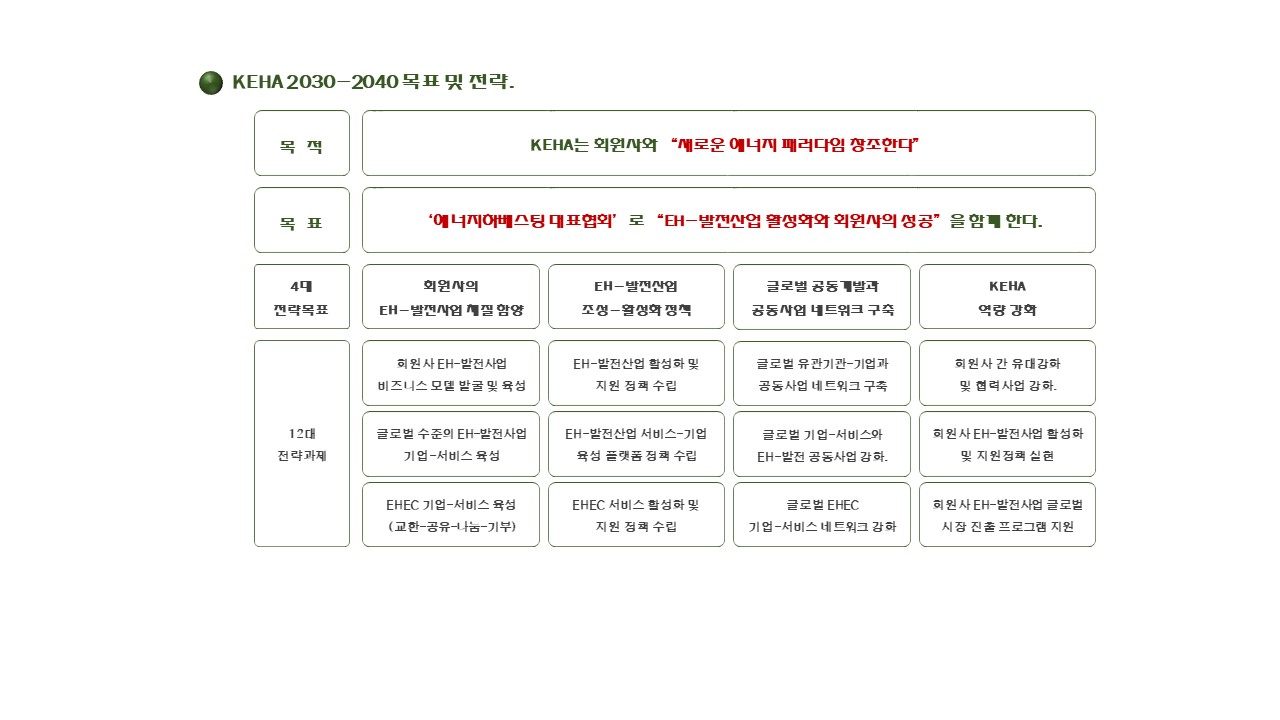 KEHA 2030-2040 목표 및 전략.
목 적
KEHA는 회원사와 “새로운 에너지 패러다임 창조한다”
목 표
‘에너지하베스팅 대표협회’ 로 “EH-발전산업 활성화와 회원사의 성공” 을 함께 한다.
4대
전략목표
회원사의
EH-발전사업 체질 함양
EH-발전산업
조성-활성화 정책
글로벌 공동개발과
공동사업 네트워크 구축
KEHA
역량 강화
12대
전략과제
회원사 EH-발전사업
비즈니스 모델 발굴 및 육성
EH-발전산업 활성화 및
지원 정책 수립
글로벌 유관기관-기업과
공동사업 네트워크 구축
회원사 간 유대강화
및 협력사업 강화.
글로벌 수준의 EH-발전사업
기업-서비스 육성
EH-발전산업 서비스-기업
육성 플랫폼 정책 수립
글로벌 기업-서비스와
EH-발전 공동사업 강화.
회원사 EH-발전사업 활성화
및 지원정책 실현
EHEC 기업-서비스 육성
(교환-공유-나눔-기부)
EHEC 서비스 활성화 및
지원 정책 수립
글로벌 EHEC
기업-서비스 네트워크 강화
회원사 EH-발전사업 글로벌
시장 진출 프로그램 지원